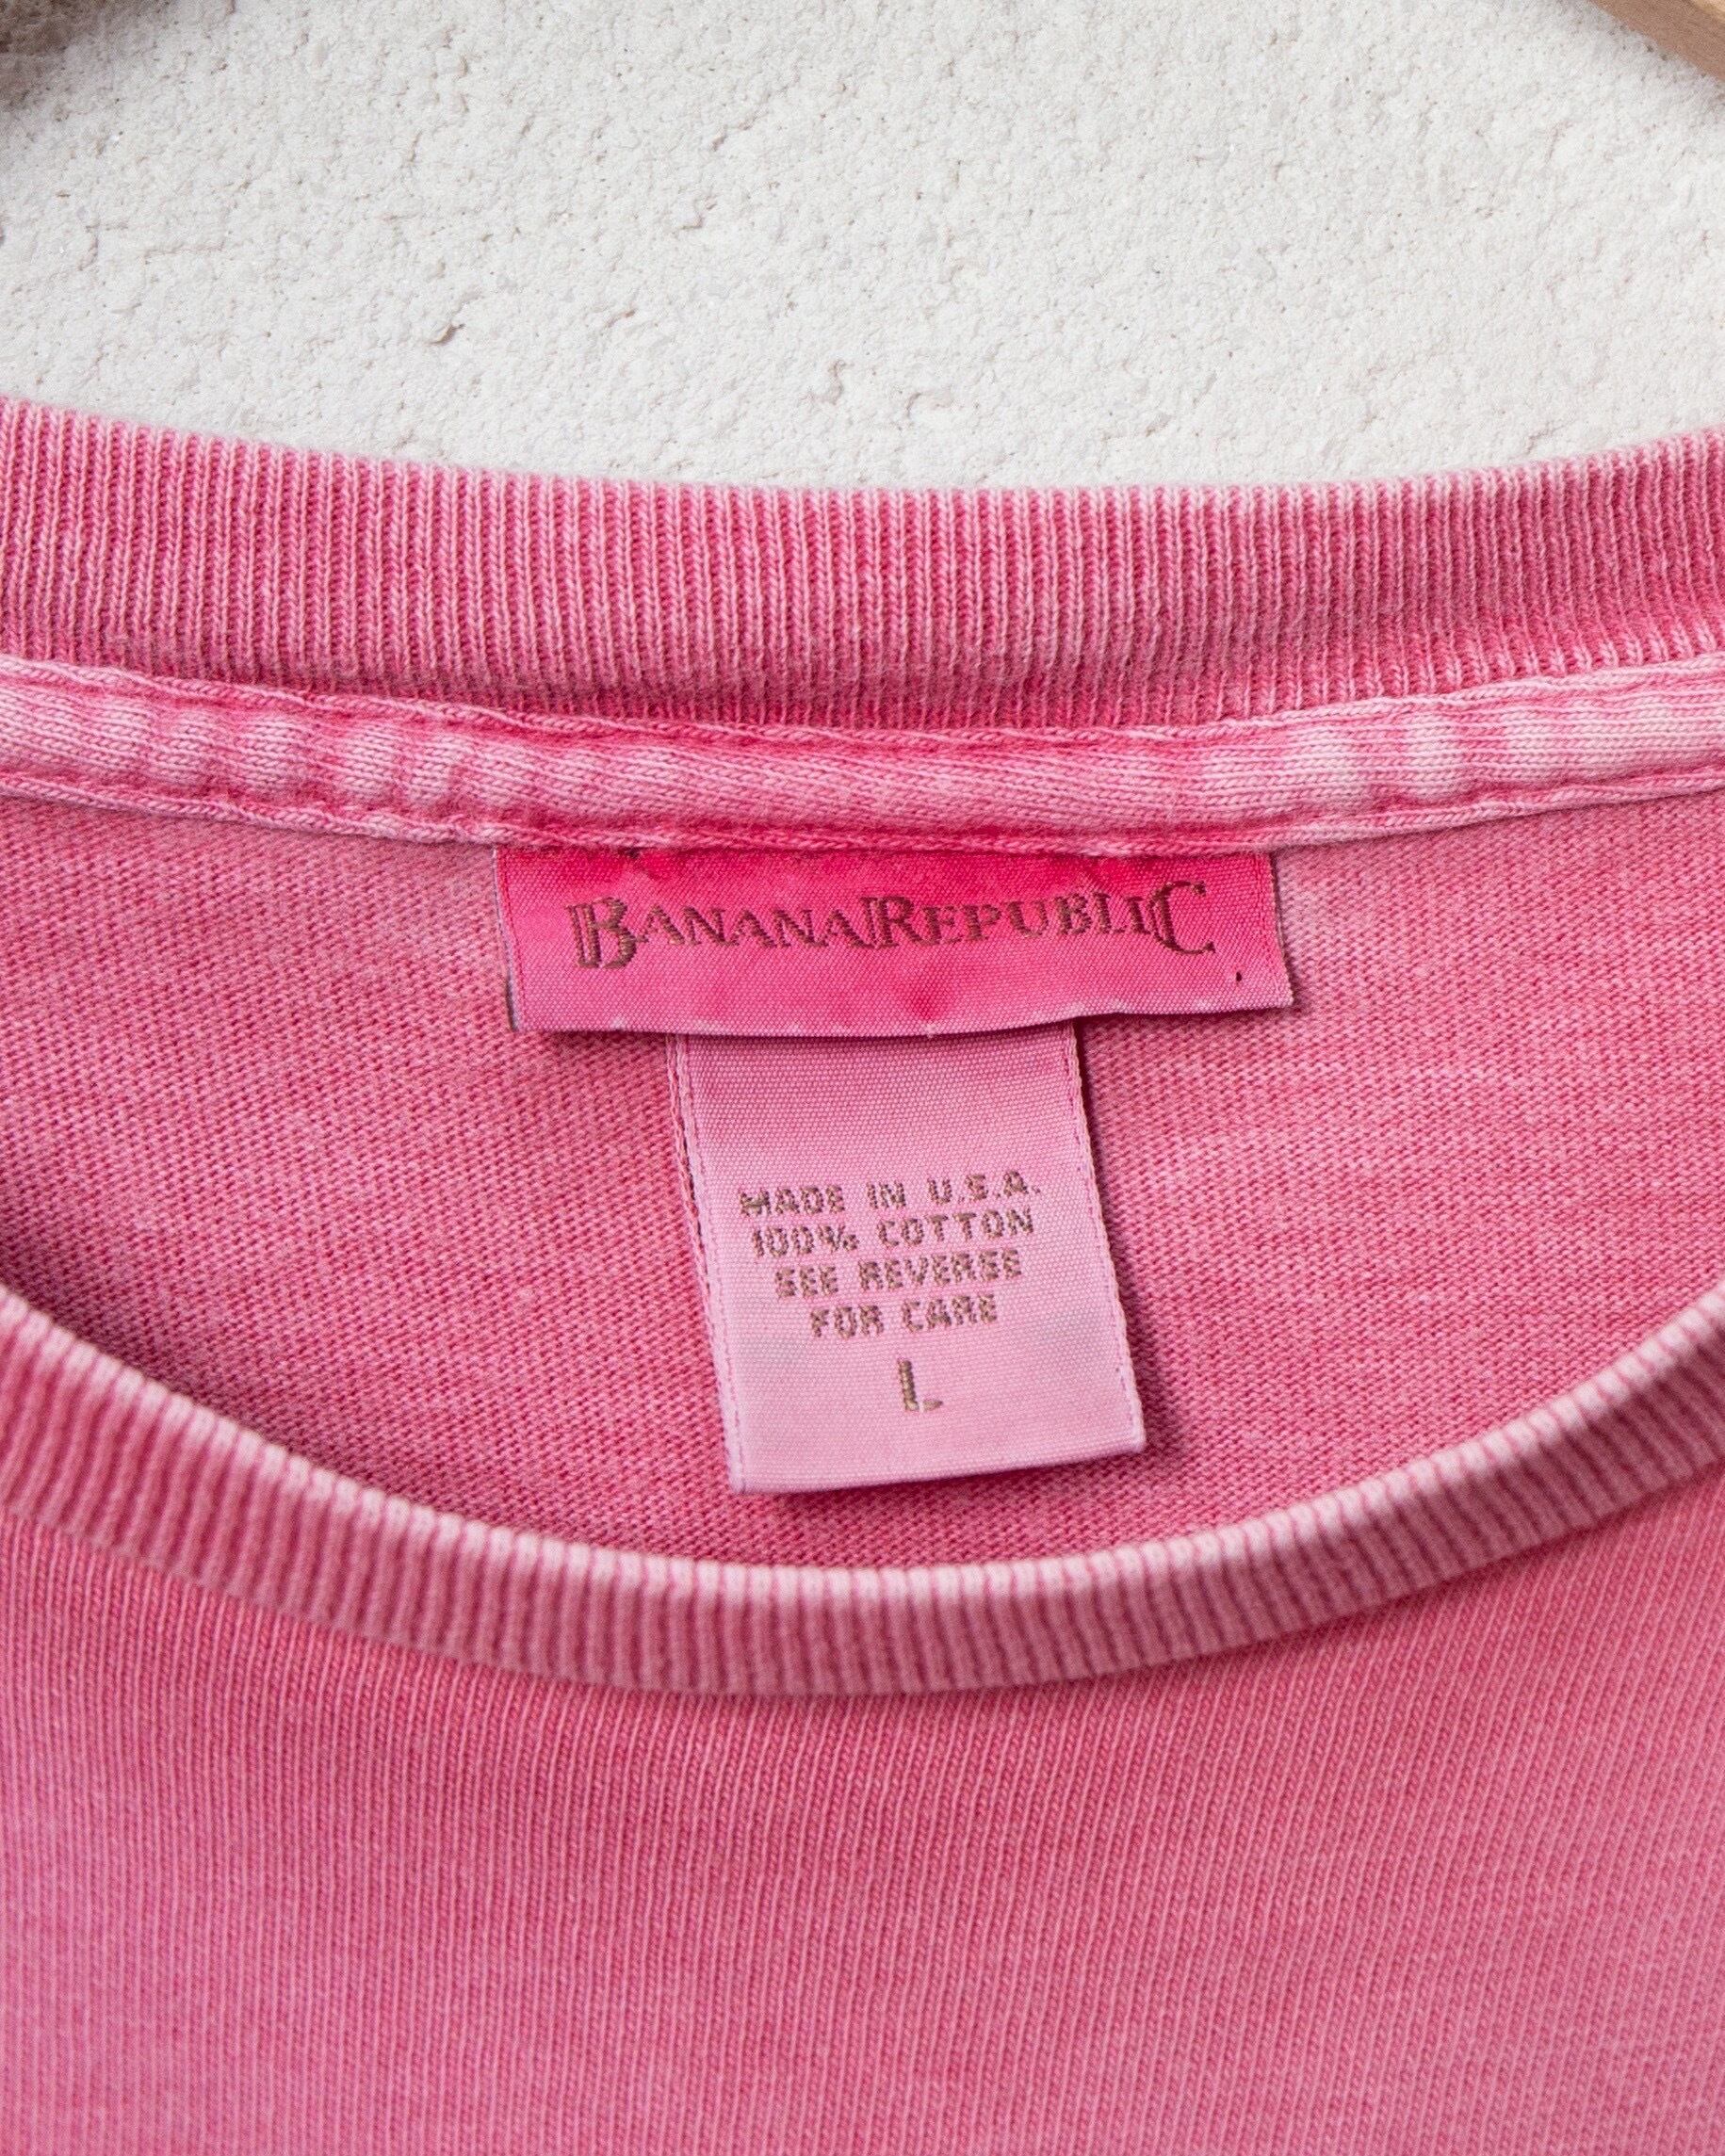 BANANA REPUBLIC
MADE IN U.S.A.
100% COTTON
SEE REVERSE
FOR CARE
L